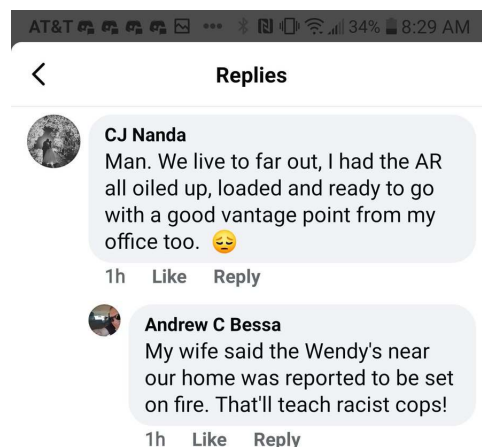 AT&T 34% 8:29 AM
Replies
CJ Nanda
Man. We live to far out, I had the AR
all oiled up, loaded and ready to go
with a good vantage point from my
office too. 😔
1h Like Reply
Andrew C Bessa
My wife said the Wendy's near
our home was reported to be set
on fire. That'll teach racist cops!
1h Like Reply